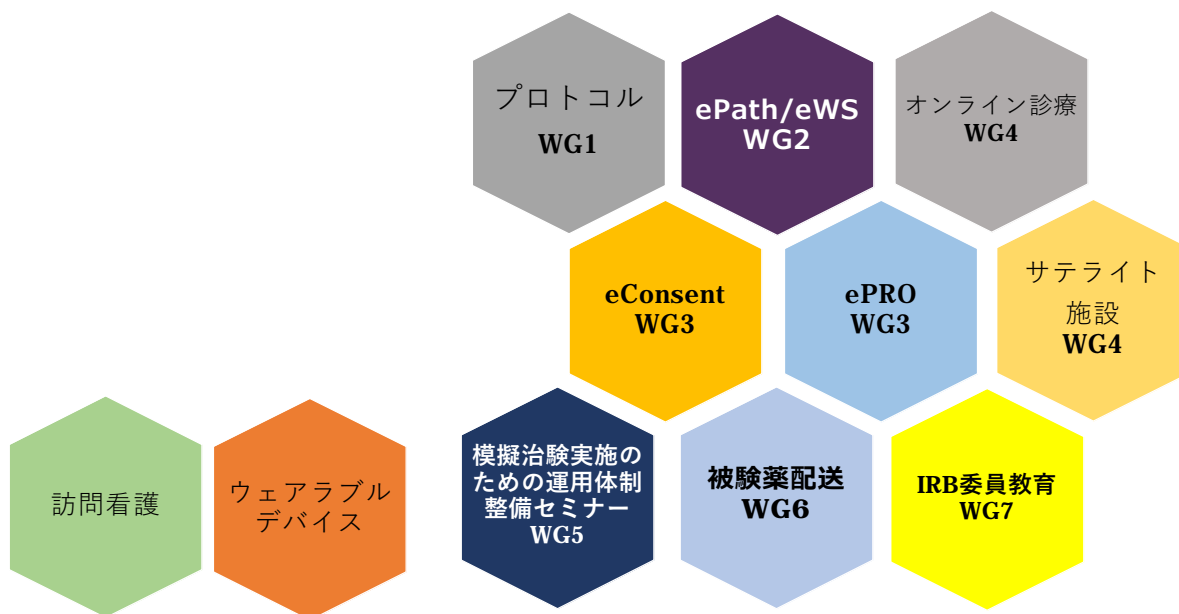 プロトコル
WG1
ePath/eWS
WG2
オンライン診療
WG4
eConsent
WG3
ePRO
WG3
サテライト
施設
WG4
訪問看護
ウェアラブル
デバイス
模擬治験実施の
ための運用体制
整備セミナー
WG5
被験薬配送
WG6
IRB委員教育
WG7